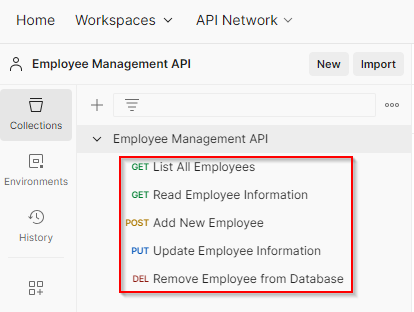 Home Workspaces API Network
Employee Management API New Import
Collections
Employee Management API
GET List All Employees
Environments
GET Read Employee Information
History
POST Add New Employee
PUT Update Employee Information
DEL Remove Employee from Database